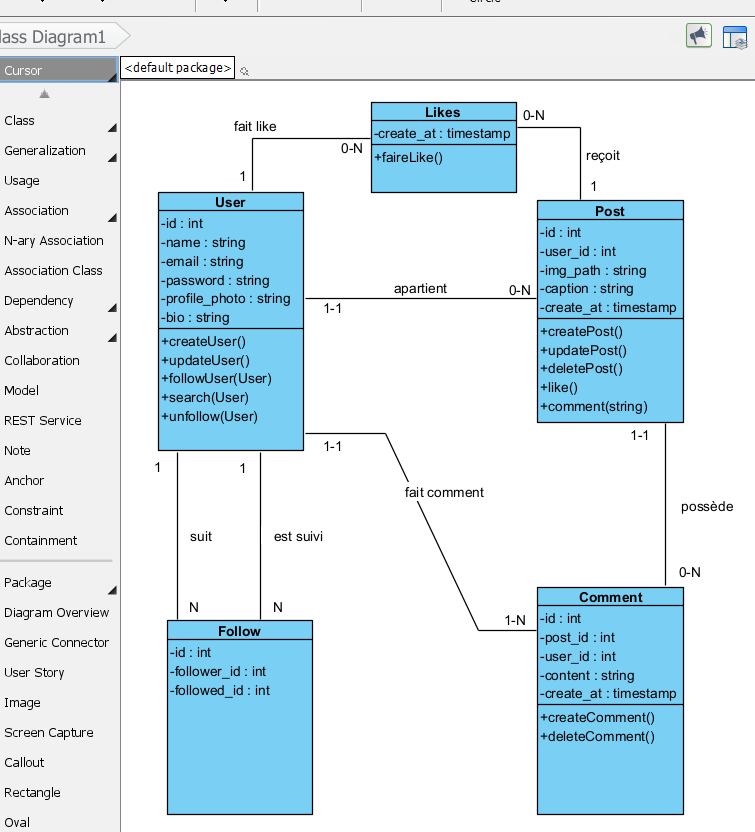 lass Diagram1
Cursor
<default package>
Class
Generalization
Usage
Association
N-ary Association
Association Class
Dependency
Abstraction
Collaboration
Model
REST Service
Note
Anchor
Constraint
Containment
Package
Diagram Overview
Generic Connector
User Story
Image
Screen Capture
Callout
Rectangle
Oval
Likes
-create_at : timestamp
+faireLike()
fait like
0-N
1
0-N
reçoit
1
User
-id : int
-name : string
-email : string
-password : string
-profile_photo : string
-bio : string
+createUser()
+updateUser()
+followUser(User)
+search(User)
+unfollow(User)
Post
-id : int
-user_id : int
-img_path : string
-caption : string
-create_at : timestamp
+createPost()
+updatePost()
+deletePost()
+like()
+comment(string)
apartient
1-1
0-N
1-1
fait comment
1-N
1-1
possède
0-N
1
suit
N
1
est suivi
N
Follow
-id : int
-follower_id : int
-followed_id : int
Comment
-id : int
-post_id : int
-user_id : int
-content : string
-create_at : timestamp
+createComment()
+deleteComment()